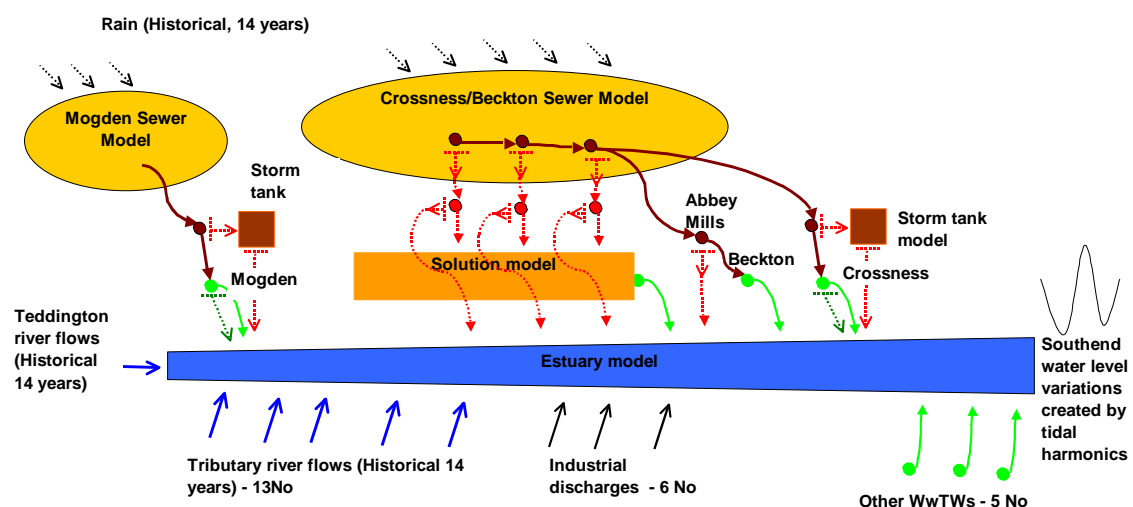 Rain (Historical, 14 years)
Mogden Sewer
Model
Crossness/Beckton Sewer Model
Storm
tank
Mogden
Abbey
Mills
Beckton
Storm tank
model
Crossness
Solution model
Teddington
river flows
(Historical
14 years)
Estuary model
Southend
water level
variations
created by
tidal
harmonics
Tributary river flows (Historical 14
years) - 13No
Industrial
discharges - 6 No
Other WwTWs - 5 No